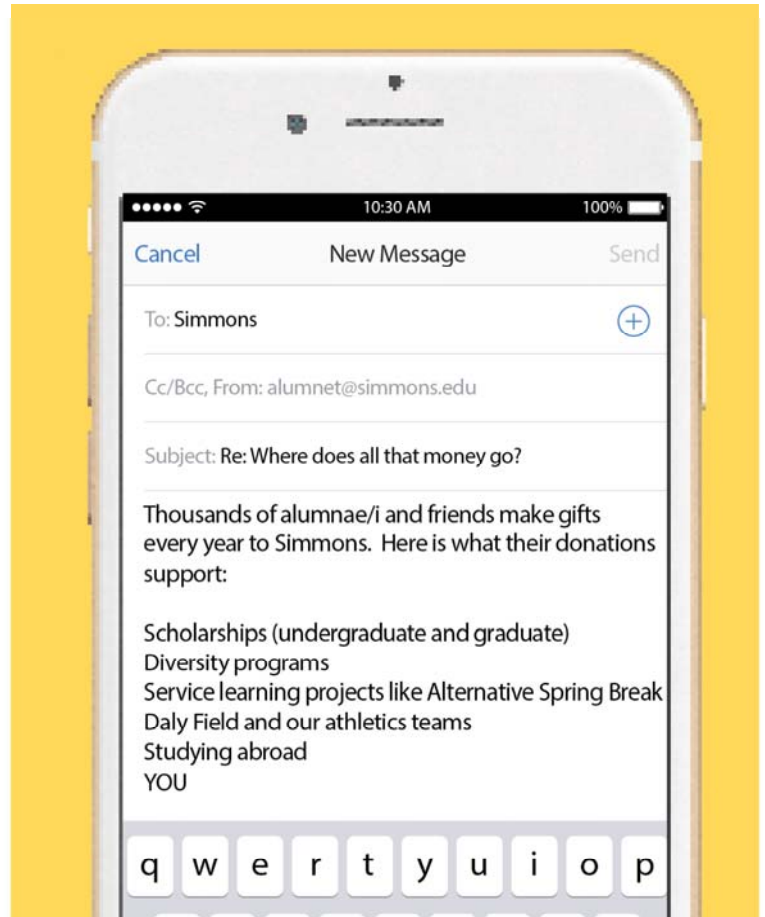 10:30 AM 100%
Cancel New Message Send
To: Simmons
Cc/Bcc, From: alumnet@simmons.edu
Subject: Re: Where does all that money go?
Thousands of alumnae/i and friends make gifts
every year to Simmons.  Here is what their donations
support:
Scholarships (undergraduate and graduate)
Diversity programs
Service learning projects like Alternative Spring Break
Daly Field and our athletics teams
Studying abroad
YOU
q w e r t y u i o p